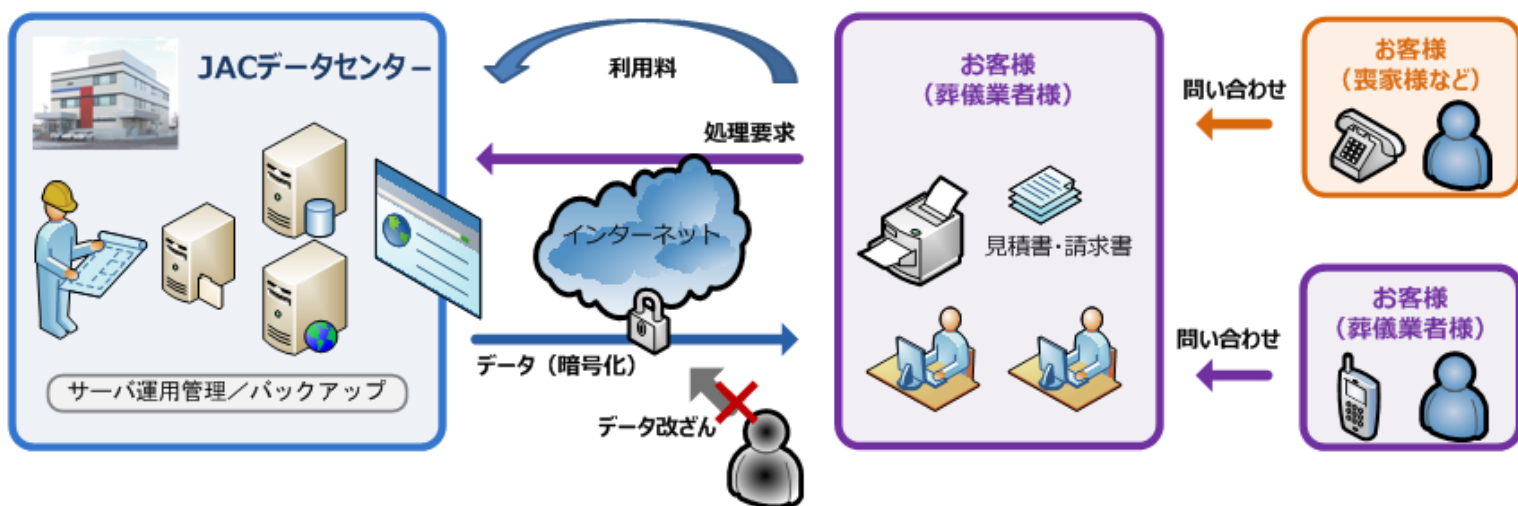 JACデータセンター
サーバ運用管理／バックアップ
利用料
処理要求
インターネット
データ（暗号化）
データ改ざん
お客様
（葬儀業者様）
見積書・請求書
問い合わせ
お客様
（喪家様など）
問い合わせ
お客様
（葬儀業者様）